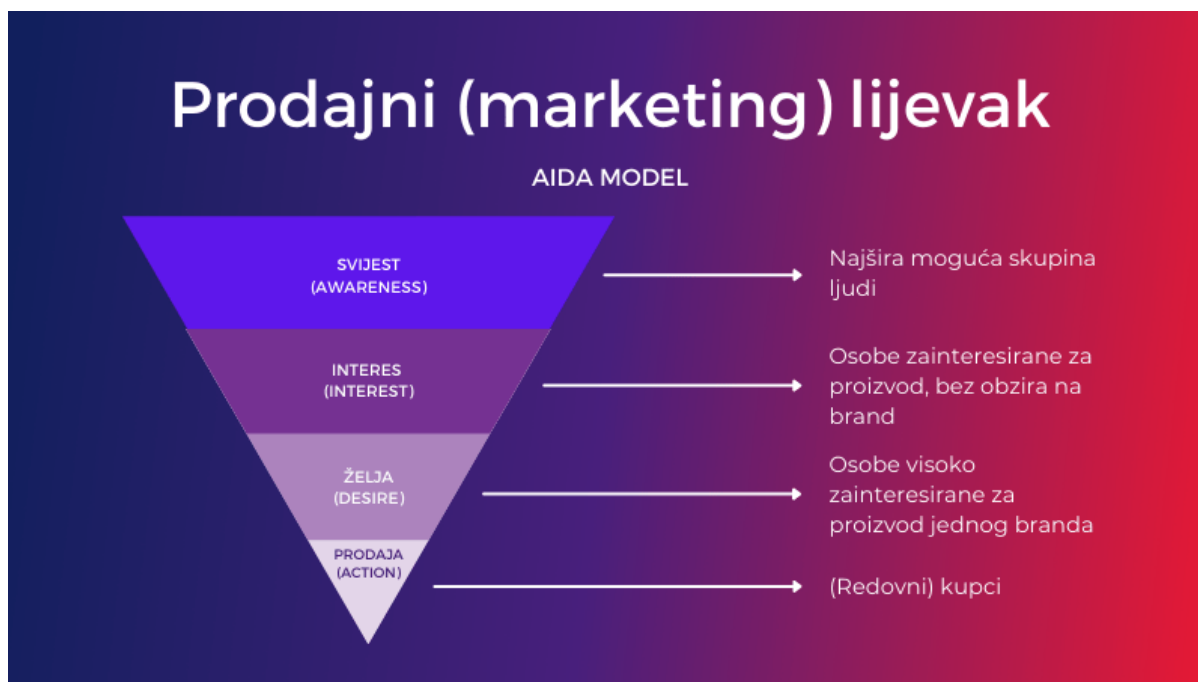 Prodajni (marketing) lijevak
AIDA MODEL
SVIJEST
(AWARENESS)
Najšira moguća skupina
ljudi
INTERES
(INTEREST)
Osobe zainteresirane za
proizvod, bez obzira na
brand
ŽELJA
(DESIRE)
Osobe visoko
zainteresirane za
proizvod jednog branda
PRODAJA
(ACTION)
(Redovni) kupci